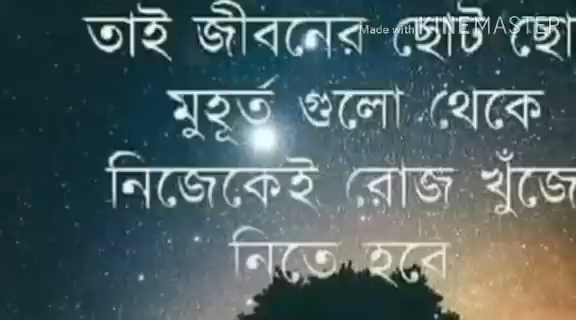 তাই জীবনের ছোট ছো
Made with KINEMASTER
মুহূর্ত গুলো থেকে
নিজেকেই রোজ খুঁজে
নিতে হবে